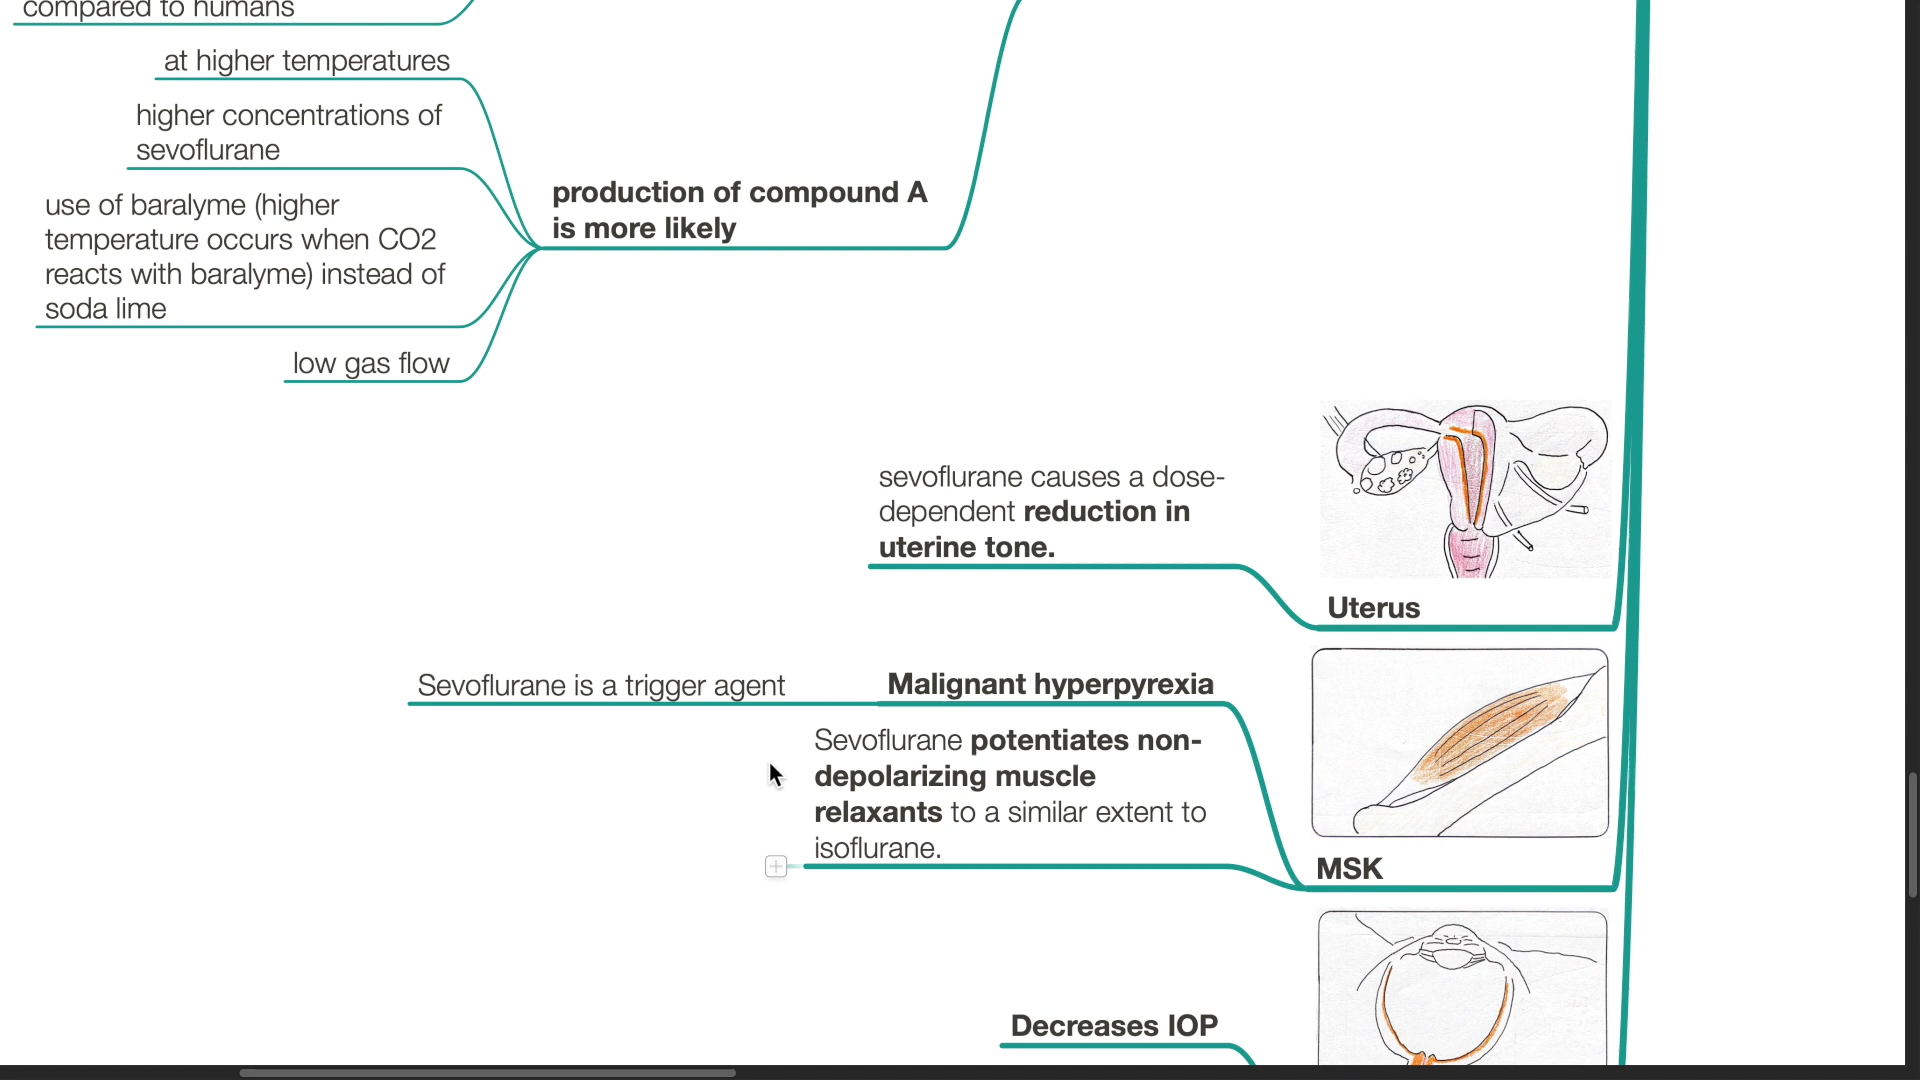 compared to humans
at higher temperatures
higher concentrations of
sevoflurane
use of baralyme (higher
temperature occurs when CO2
reacts with baralyme) instead of
soda lime
low gas flow
production of compound A
is more likely
sevoflurane causes a dose-
dependent reduction in
uterine tone.
Uterus
Sevoflurane is a trigger agent
Malignant hyperpyrexia
Sevoflurane potentiates non-
depolarizing muscle
relaxants to a similar extent to
isoflurane.
MSK
Decreases IOP